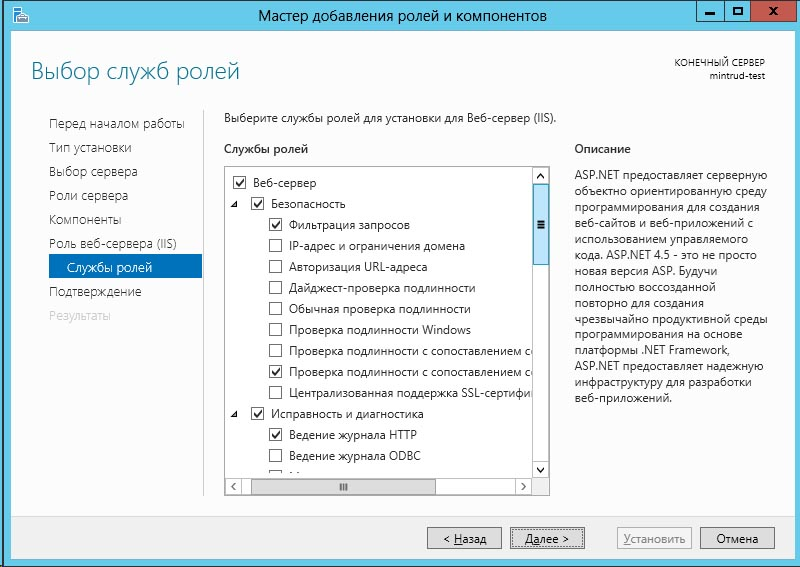 Мастер добавления ролей и компонентов
Выбор служб ролей
КОНЕЧНЫЙ СЕРВЕР
mintrud-test
Перед началом работы
Тип установки
Выбор сервера
Роли сервера
Компоненты
Роль веб-сервера (IIS)
Службы ролей
Подтверждение
Результаты
Выберите службы ролей для установки для Веб-сервер (IIS).
Службы ролей
Веб-сервер
Безопасность
Фильтрация запросов
IP-адрес и ограничения домена
Авторизация URL-адреса
Дайджест-проверка подлинности
Обычная проверка подлинности
Проверка подлинности Windows
Проверка подлинности с сопоставлением
Проверка подлинности с сопоставлением
Централизованная поддержка SSL-сертифи
Исправность и диагностика
Ведение журнала HTTP
Ведение журнала ODBC
Описание
ASP.NET предоставляет серверную
объектно ориентированную среду
программирования для создания
веб-сайтов и веб-приложений с
использованием управляемого
кода. ASP.NET 4.5 - это не просто
новая версия ASP. Будучи
полностью воссозданной
повторно для создания
чрезвычайно продуктивной среды
программирования на основе
платформы .NET Framework,
ASP.NET предоставляет надежную
инфраструктуру для разработки
веб-приложений.
< Назад
Далее >
Установить
Отмена